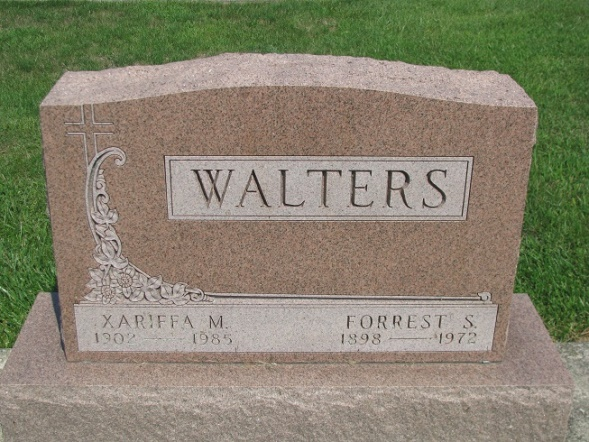 WALTERS
XARIFFA M. FORREST S.
1902 — 1985 1898 — 1972